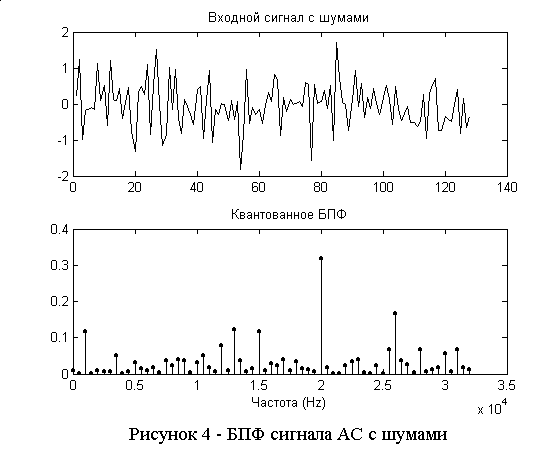 Входной сигнал с шумами
2
1
0
-1
-2
0 20 40 60 80 100 120 140
Квантованное БПФ
0.4
0.3
0.2
0.1
0
0 0.5 1 1.5 2 2.5 3 3.5
Частота (Hz)
x 10^4
Рисунок 4 - БПФ сигнала АС с шумами